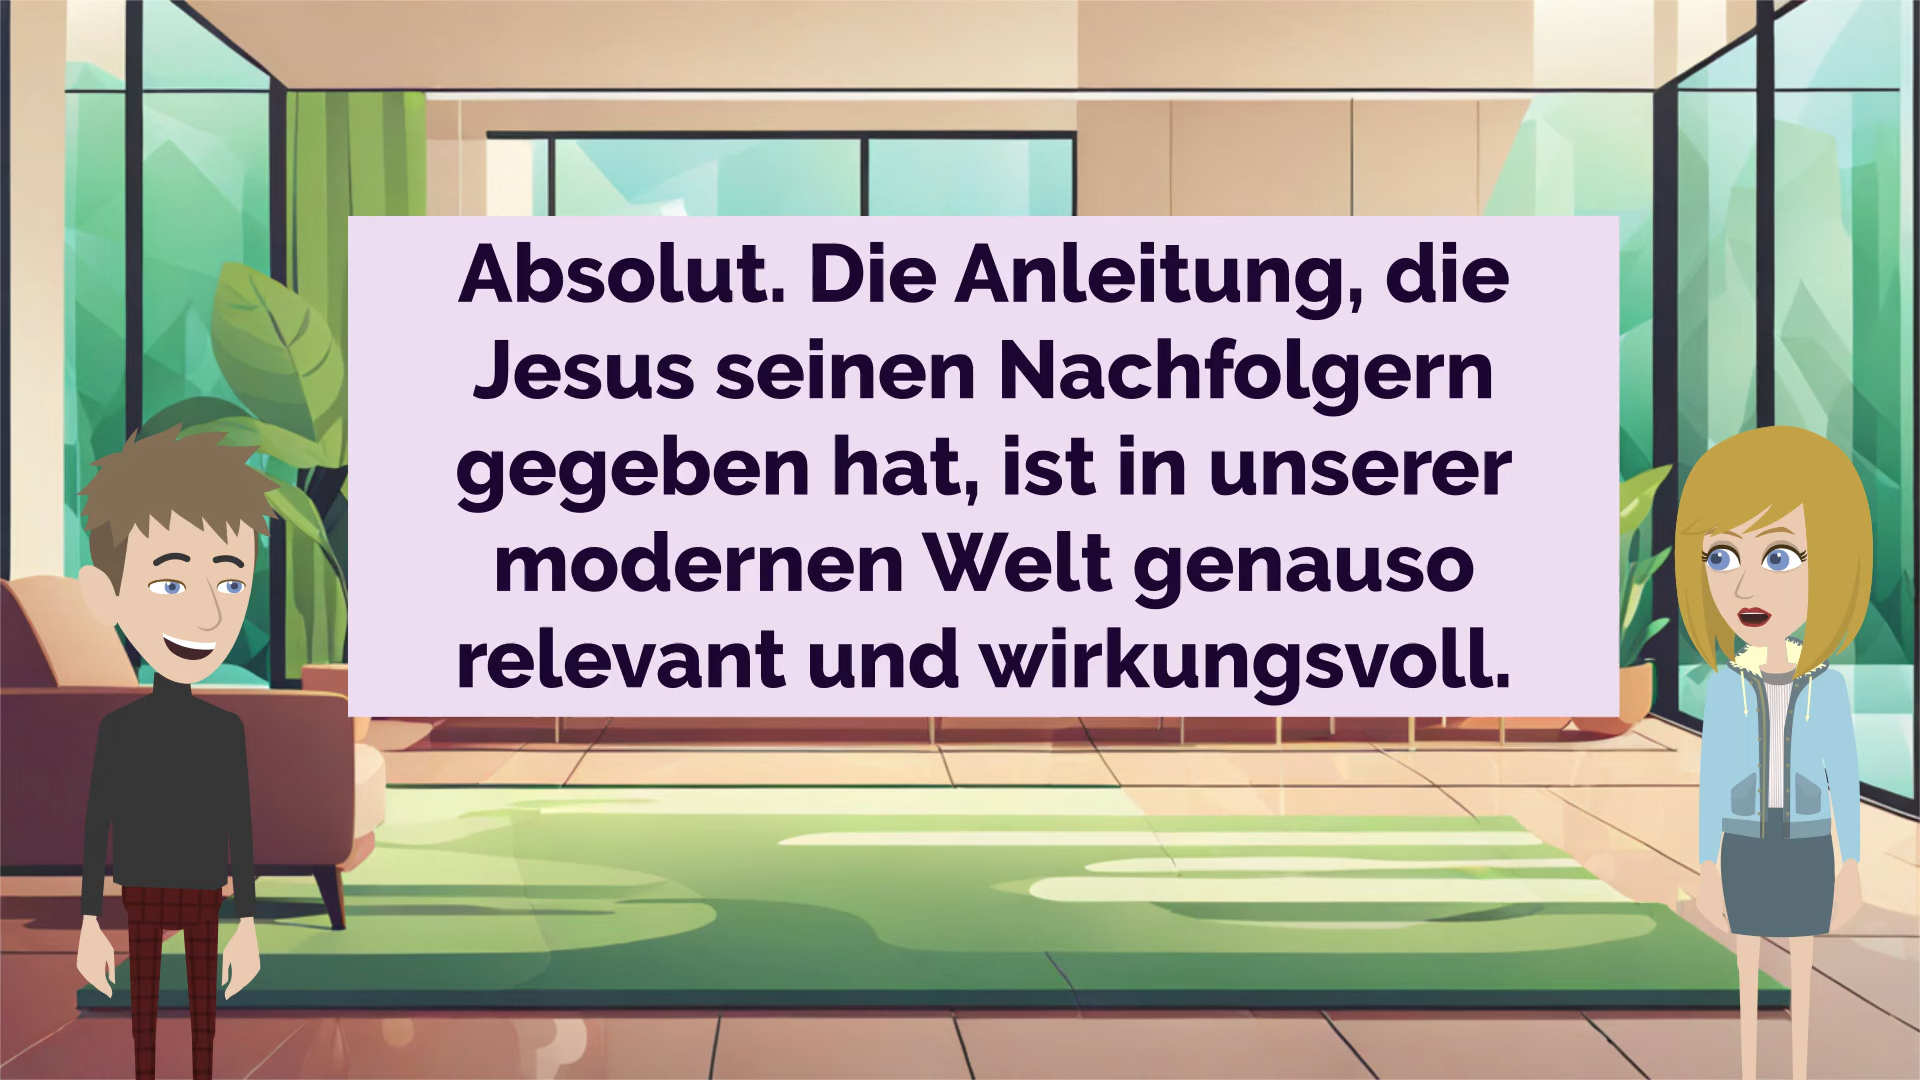 Absolut. Die Anleitung, die
Jesus seinen Nachfolgern
gegeben hat, ist in unserer
modernen Welt genauso
relevant und wirkungsvoll.